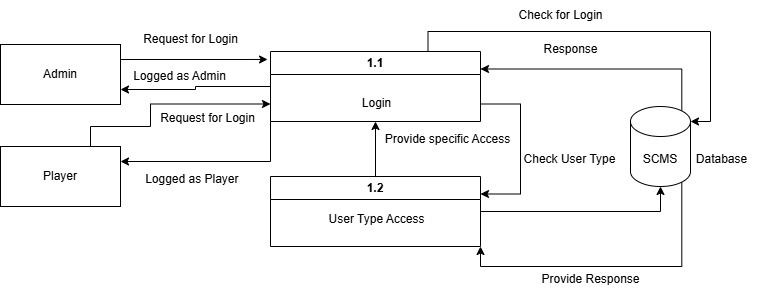 Check for Login
Request for Login
Response
1.1
Admin
Logged as Admin
Login
Request for Login
Provide specific Access
Check User Type
SCMS
Database
Player
Logged as Player
1.2
User Type Access
Provide Response